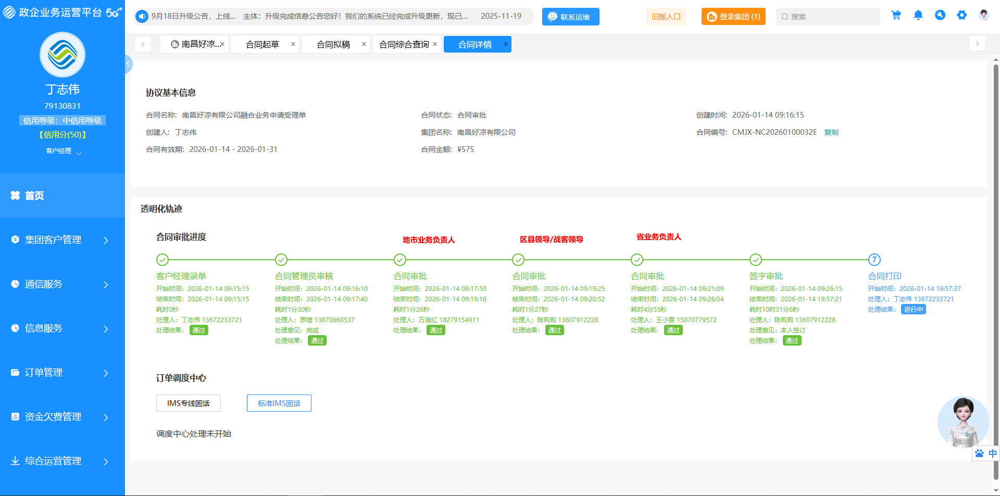 政企业务运营平台 5G+
9月18日升级公告，上线... 主体：升级完成信息公告您好！我们的系统已经完成升级更新，现已... 2025-11-19
联系运维
旧版入口
登录集团 (1)
搜索
南昌好凉...×
合同起草 ×
合同拟稿 ×
合同综合查询 ×
合同详情 ×
丁志伟
79130831
信用等级：中信用等级
【信用分(50)】
客户经理
首页
集团客户管理
通信服务
信息服务
订单管理
资金欠费管理
综合运营管理
协议基本信息
合同名称: 南昌好凉有限公司融合业务申请受理单
合同状态: 合同审批
创建时间: 2026-01-14 09:16:15
创建人: 丁志伟
集团名称: 南昌好凉有限公司
合同编号: CMJX-NC20260100032E 复制
合同有效期: 2026-01-14 - 2026-01-31
合同金额: ¥575
透明化轨迹
合同审批进度
地市业务负责人
区县领导/战客领导
省业务负责人
客户经理录单
开始时间：2026-01-14 09:15:15
结束时间：2026-01-14 09:15:15
耗时0秒
处理人：丁志伟 13672233721
处理结果： 通过
合同管理员审核
开始时间：2026-01-14 09:16:10
结束时间：2026-01-14 09:17:40
耗时1分30秒
处理人：罗婕 13870660537
处理意见：完成
处理结果： 通过
合同审批
开始时间：2026-01-14 09:17:50
结束时间：2026-01-14 09:19:16
耗时1分26秒
处理人：万淑红 18279154911
处理结果： 通过
合同审批
开始时间：2026-01-14 09:19:25
结束时间：2026-01-14 09:20:52
耗时1分27秒
处理人：陈莉莉 13607912228
处理结果： 通过
合同审批
开始时间：2026-01-14 09:21:09
结束时间：2026-01-14 09:26:04
耗时4分55秒
处理人：王小雯 15070779572
处理结果： 通过
签字审批
开始时间：2026-01-14 09:26:15
结束时间：2026-01-14 19:57:21
耗时10时31分6秒
处理人：陈莉莉 13607912228
处理意见：本人签订
处理结果： 通过
7
合同打印
开始时间：2026-01-14 19:57:37
处理人：丁志伟 13672233721
处理结果： 进行中
订单调度中心
IMS专线固话
标准IMS固话
调度中心处理未开始
中